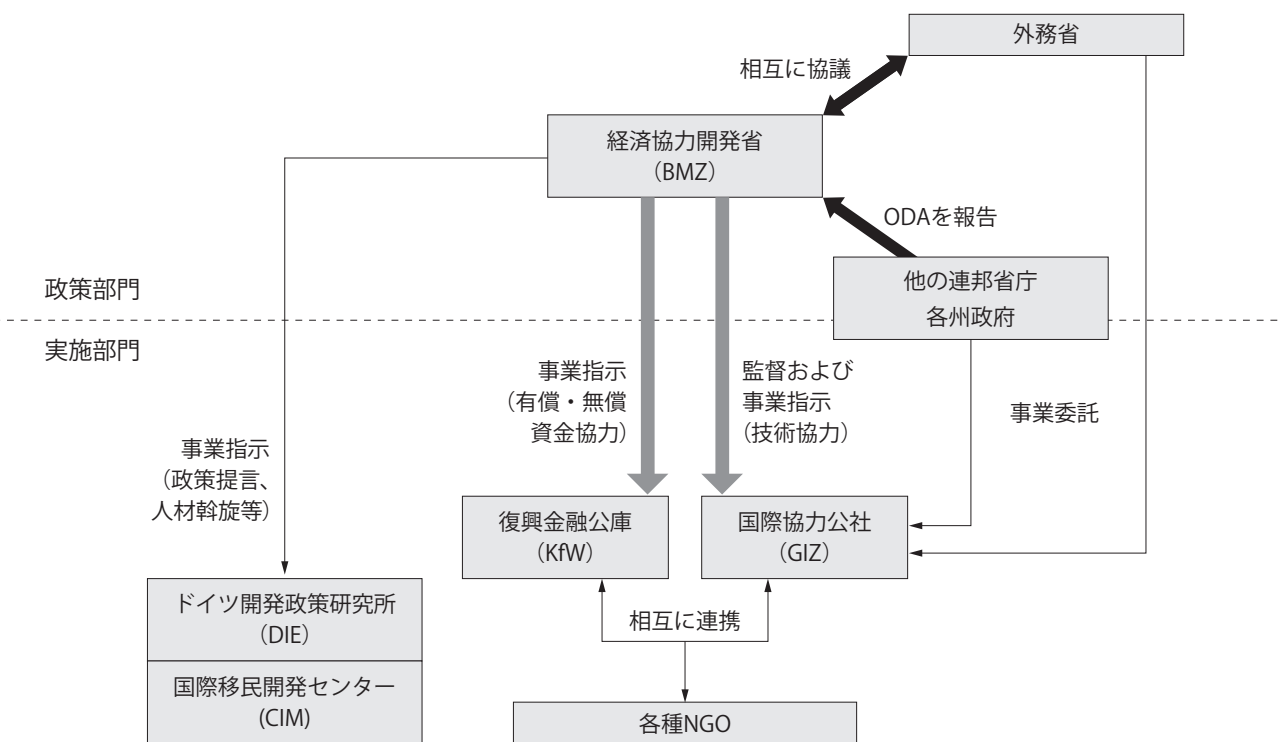 外務省
相互に協議
経済協力開発省
（BMZ）
ODAを報告
他の連邦省庁
各州政府
政策部門
実施部門
事業指示
（有償・無償
資金協力）
監督および
事業指示
（技術協力）
事業委託
事業指示
（政策提言、
人材斡旋等）
復興金融公庫
（KfW）
国際協力公社
（GIZ）
ドイツ開発政策研究所
（DIE）
相互に連携
国際移民開発センター
(CIM)
各種NGO